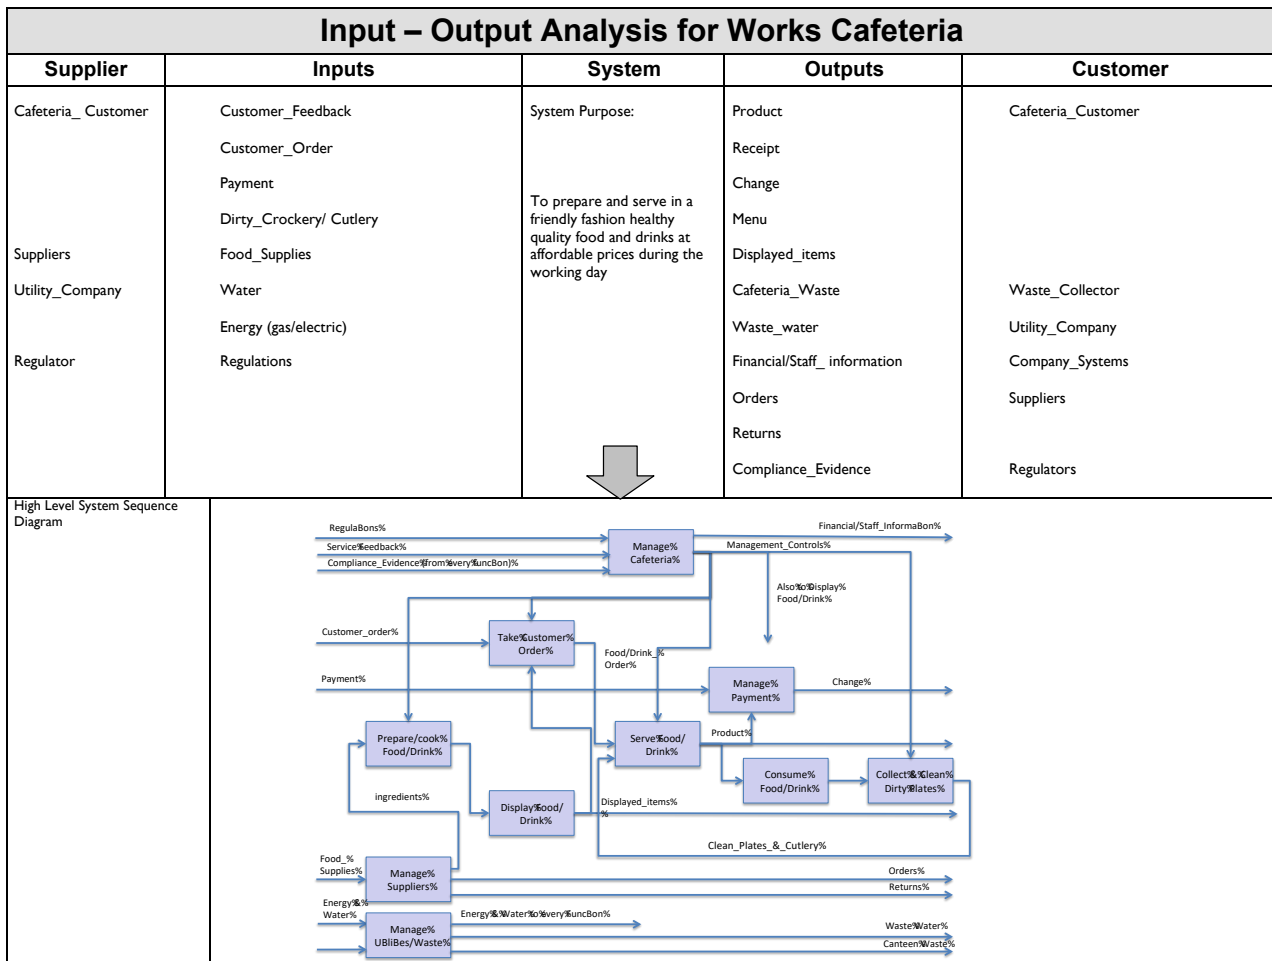 Input – Output Analysis for Works Cafeteria
Supplier
Inputs
System
Outputs
Customer
Cafeteria_ Customer
Customer_Feedback
System Purpose:
Product
Cafeteria_Customer
Customer_Order
Receipt
Payment
Change
To prepare and serve in a
friendly fashion healthy
quality food and drinks at
affordable prices during the
working day
Dirty_Crockery/ Cutlery
Menu
Suppliers
Food_Supplies
Displayed_items
Utility_Company
Water
Cafeteria_Waste
Waste_Collector
Energy (gas/electric)
Waste_water
Utility_Company
Regulator
Regulations
Financial/Staff_ information
Company_Systems
Orders
Suppliers
Returns
Compliance_Evidence
Regulators
High Level System Sequence
Diagram
RegulaBons%
Financial/Staff_InformaBon%
Service%Feedback%
Manage%
Cafeteria%
Management_Controls%
Compliance_Evidence%(from%every%funcBon)%
Also%to%Display%
Food/Drink%
Customer_order%
Take%Customer%
Order%
Food/Drink_%
Order%
Payment%
Manage%
Payment%
Change%
Prepare/cook%
Food/Drink%
Serve%Food/
Drink%
Product%
Consume%
Food/Drink%
Collect%&%Clean%
Dirty%Plates%
ingredients%
Display%Food/
Drink%
Displayed_items%
%
Clean_Plates_&_Cutlery%
Food_%
Supplies%
Manage%
Suppliers%
Orders%
Returns%
Energy%&%
Water%
Manage%
UBliBes/Waste%
Energy%&%Water%to%every%funcBon%
Waste%Water%
Canteen%Waste%